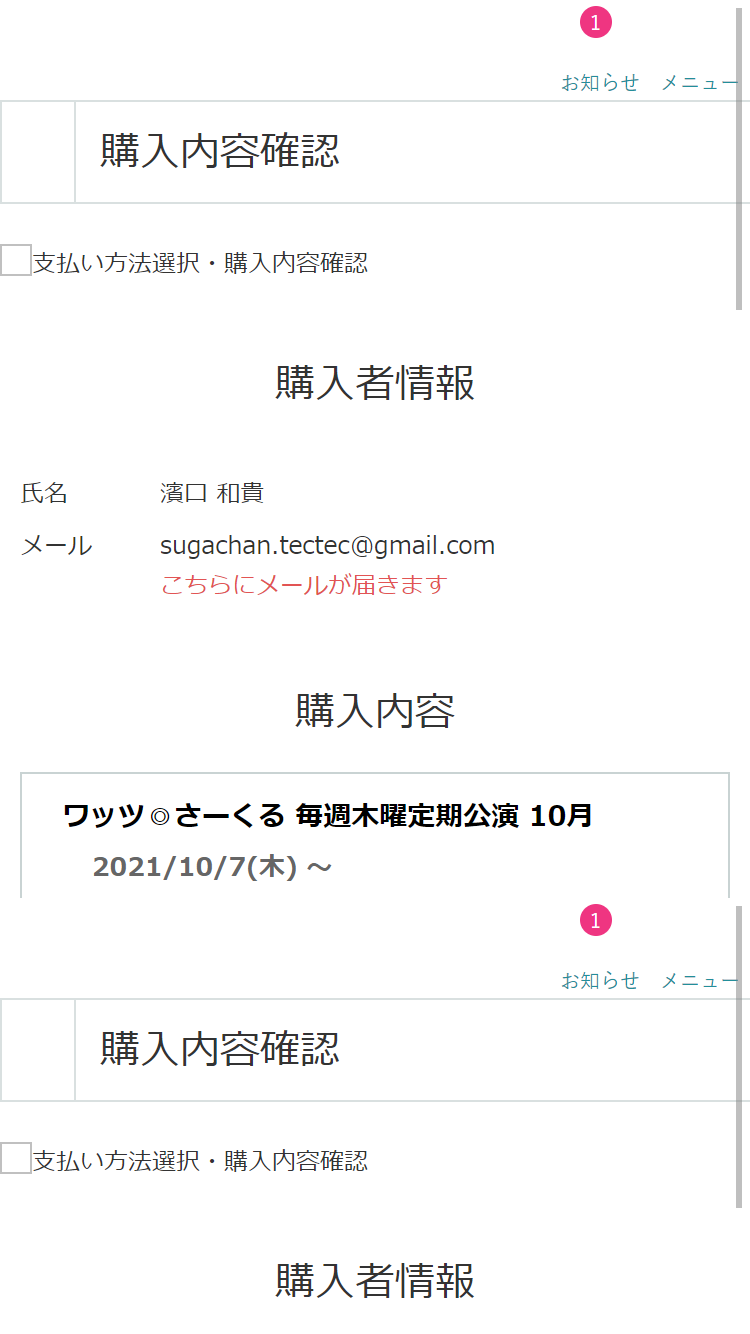 1
お知らせ メニュー
購入内容確認
支払い方法選択・購入内容確認
購入者情報
氏名 濱口 和貴
メール sugachan.tectec@gmail.com
こちらにメールが届きます
購入内容
ワッツ◎さーくる 毎週木曜定期公演 10月
2021/10/7(木) ～
1
お知らせ メニュー
購入内容確認
支払い方法選択・購入内容確認
購入者情報